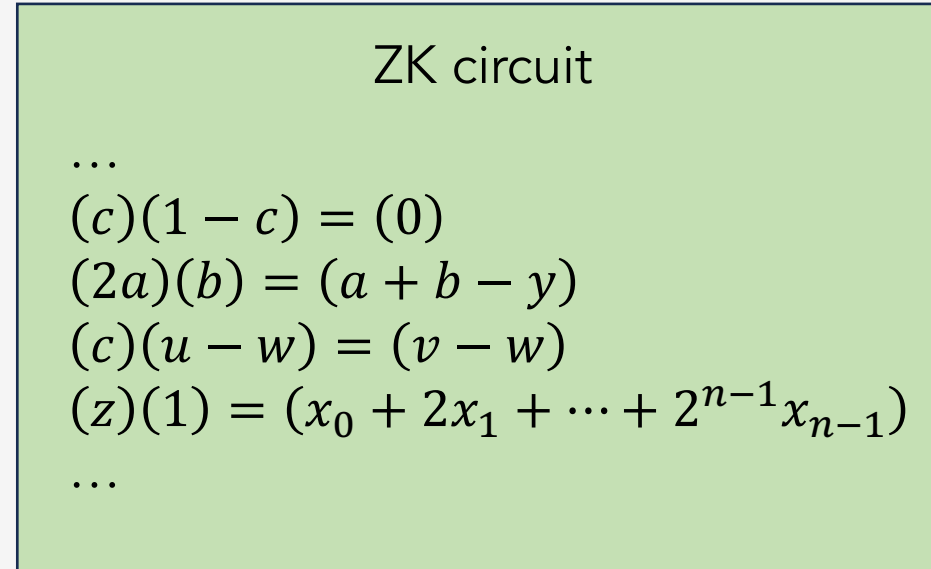 ZK circuit
...
(c)(1 − c) = (0)
(2a)(b) = (a + b − y)
(c)(u − w) = (v − w)
(z)(1) = (x₀ + 2x₁ + ⋯ + 2ⁿ⁻¹xₙ₋₁)
...